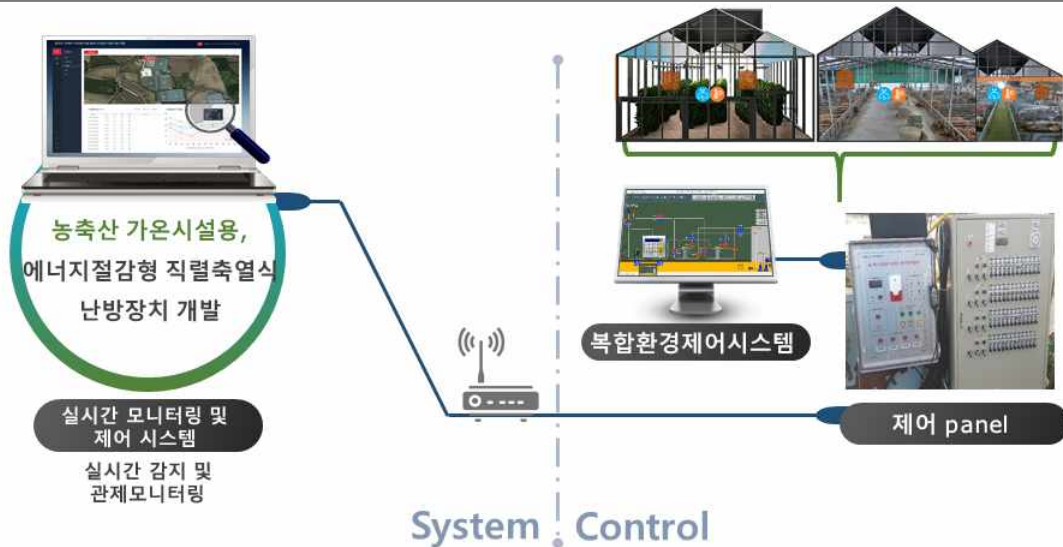 농축산 가온시설용,
에너지절감형 직렬축열식
난방장치 개발
실시간 모니터링 및
제어 시스템
실시간 감지 및
관제모니터링
복합환경제어시스템
제어 panel
System
Control